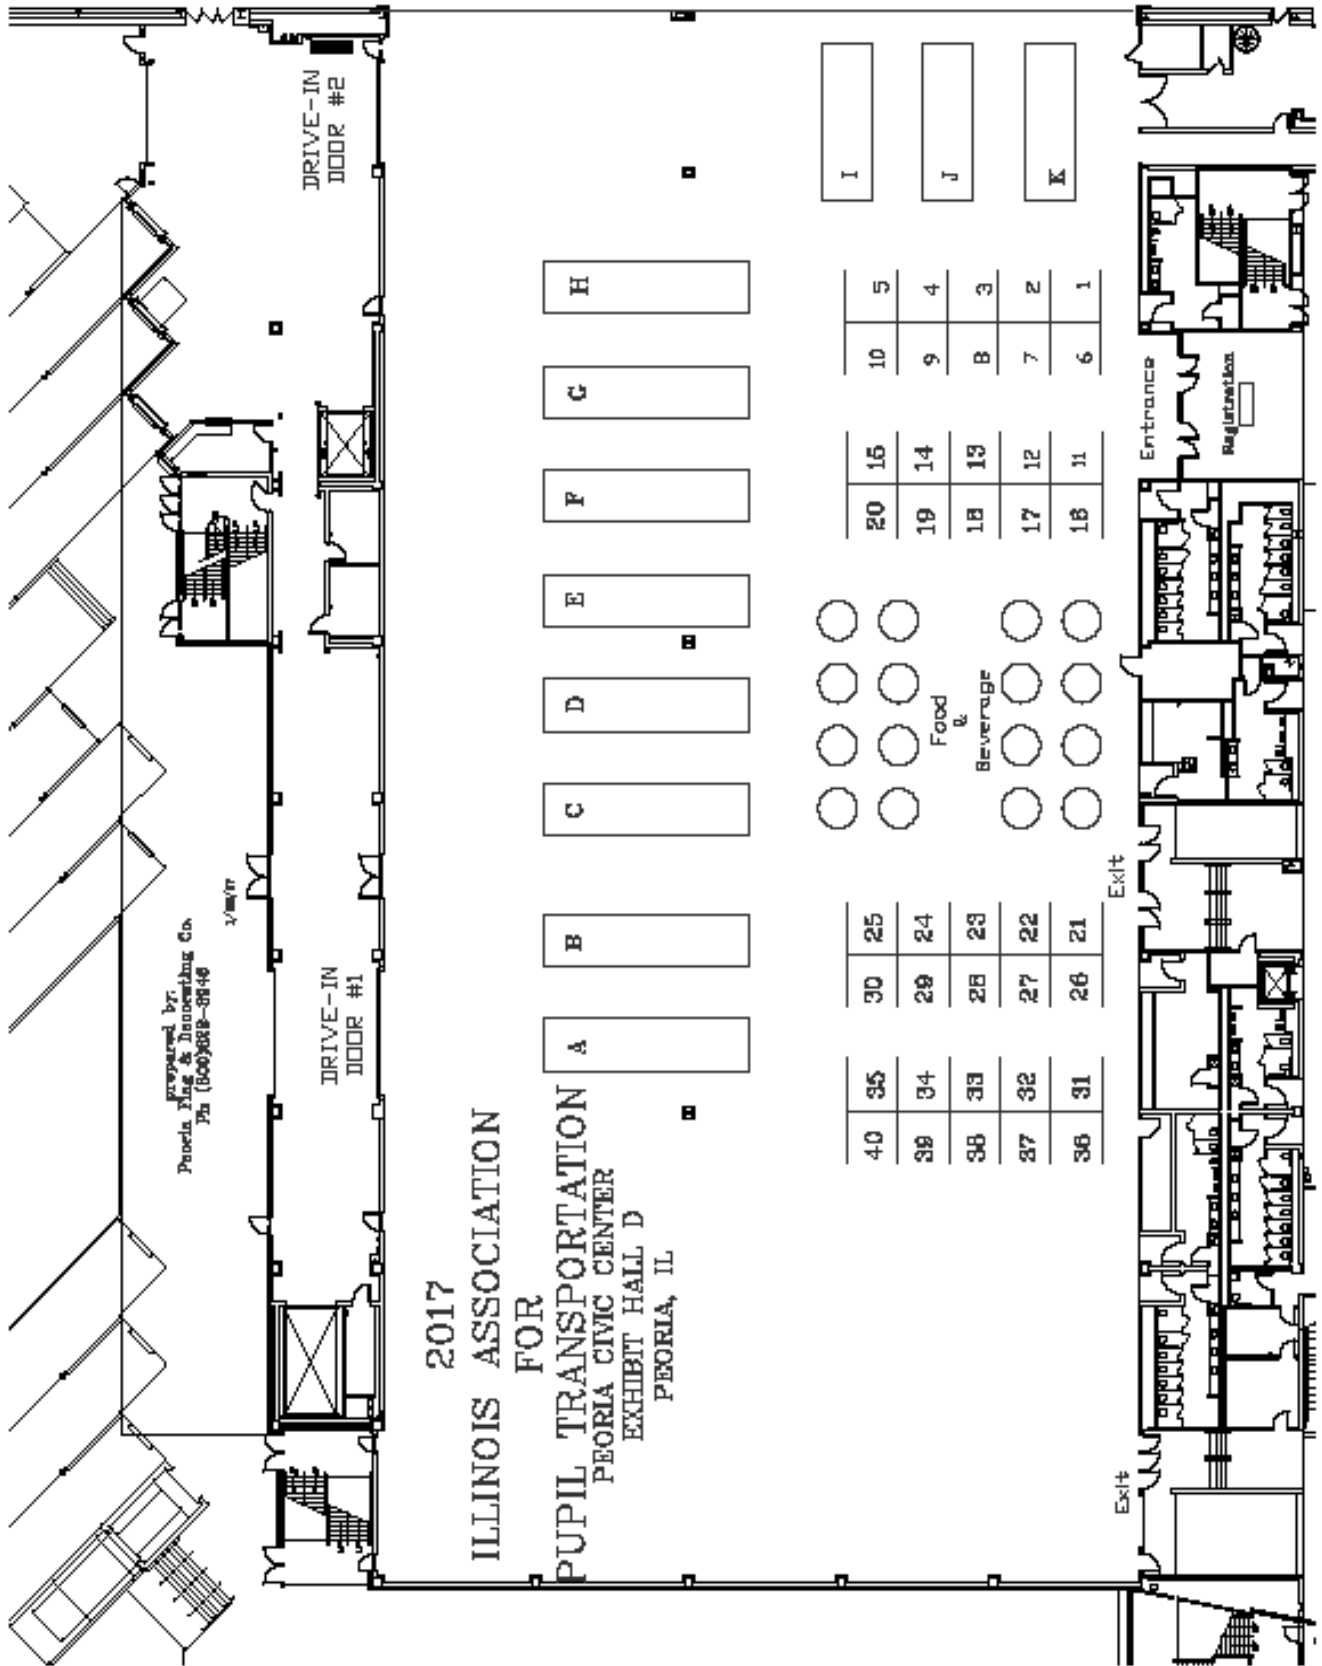 2017
ILLINOIS ASSOCIATION
FOR
PUPIL TRANSPORTATION
PEORIA CIVIC CENTER
EXHIBIT HALL D
PEORIA, IL
prepared by:
Peoria Flag & Decorating Co.
DRIVE-IN
DOOR #1
DRIVE-IN
DOOR #2
A
B
C
D
E
F
G
H
I
J
K
40 35 30 25 20 15 10 5
39 34 29 24 19 14 9 4
38 33 28 23 18 13 8 3
37 32 27 22 17 12 7 2
36 31 26 21 16 11 6 1
Food
&
Beverage
Exit
Exit
Entrance
Registration